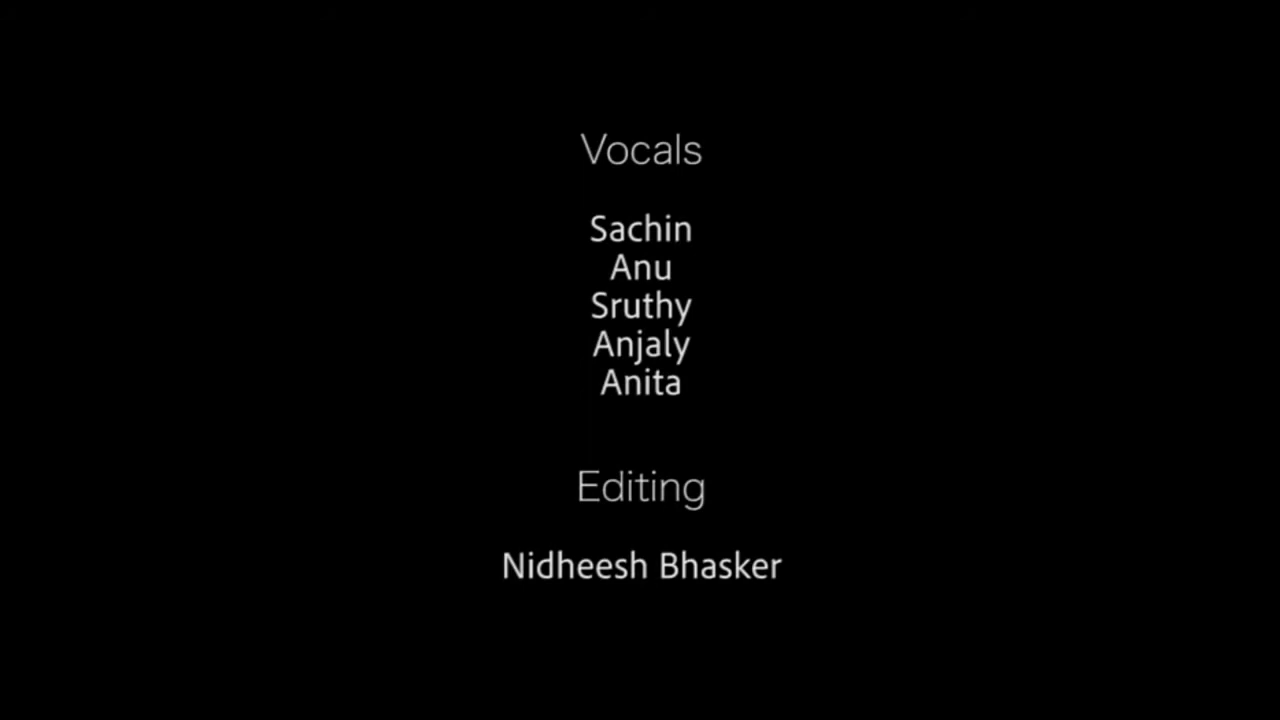 Vocals
Sachin
Anu
Sruthy
Anjaly
Anita
Editing
Nidheesh Bhasker